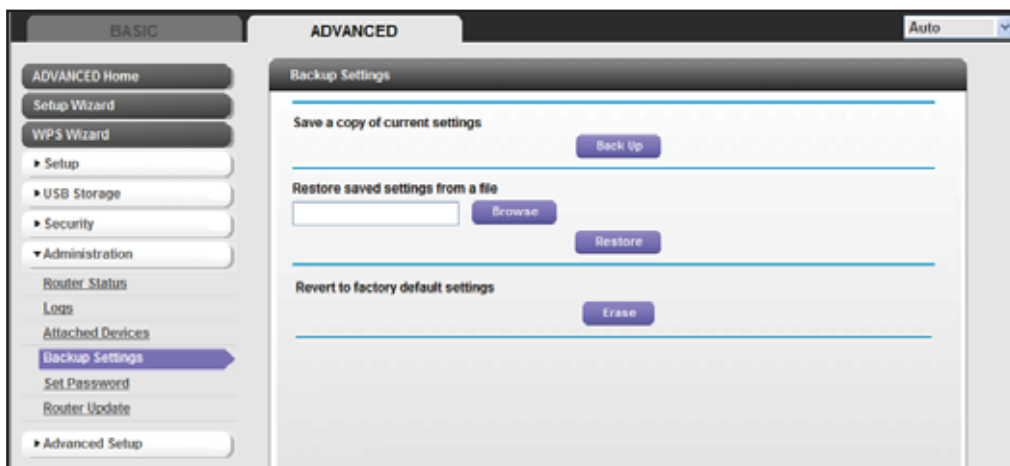 BASIC
ADVANCED
Auto
ADVANCED Home
Setup Wizard
WPS Wizard
Setup
USB Storage
Security
Administration
Router Status
Logs
Attached Devices
Backup Settings
Set Password
Router Update
Advanced Setup
Backup Settings
Save a copy of current settings
Back Up
Restore saved settings from a file
Browse
Restore
Revert to factory default settings
Erase